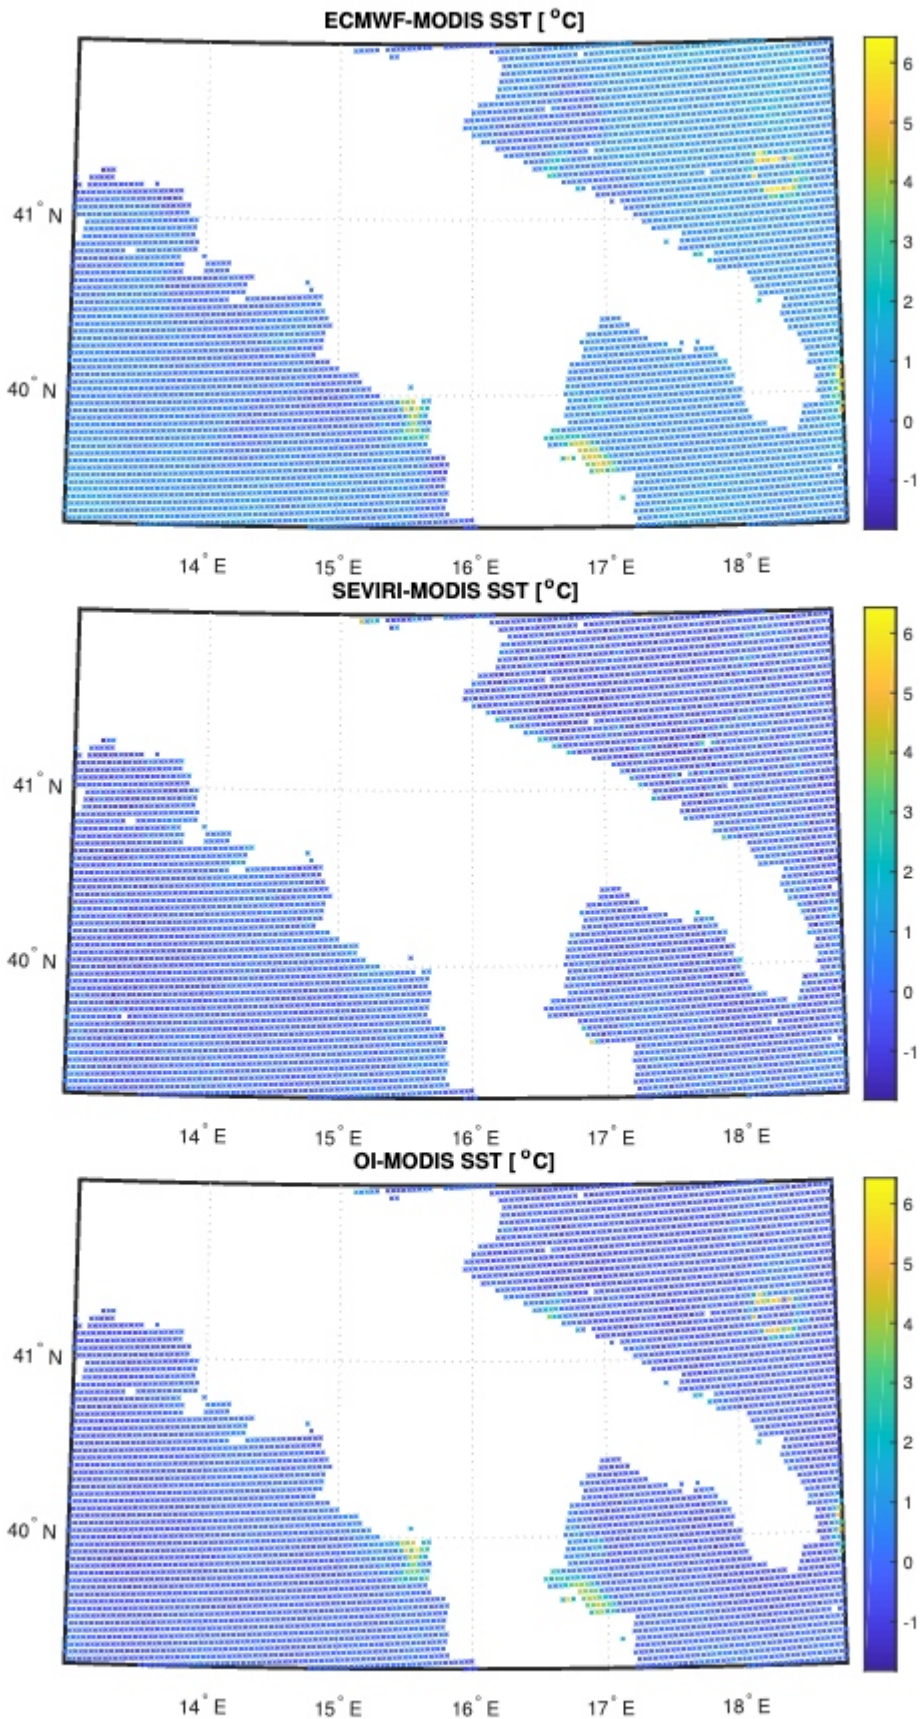 ECMWF-MODIS SST [ °C]
6
5
4
3
2
1
0
-1
41° N
40° N
14° E
15° E
16° E
17° E
18° E
SEVIRI-MODIS SST [°C]
6
5
4
3
2
1
0
-1
41° N
40° N
14° E
15° E
16° E
17° E
18° E
OI-MODIS SST [ °C]
6
5
4
3
2
1
0
-1
41° N
40° N
14° E
15° E
16° E
17° E
18° E